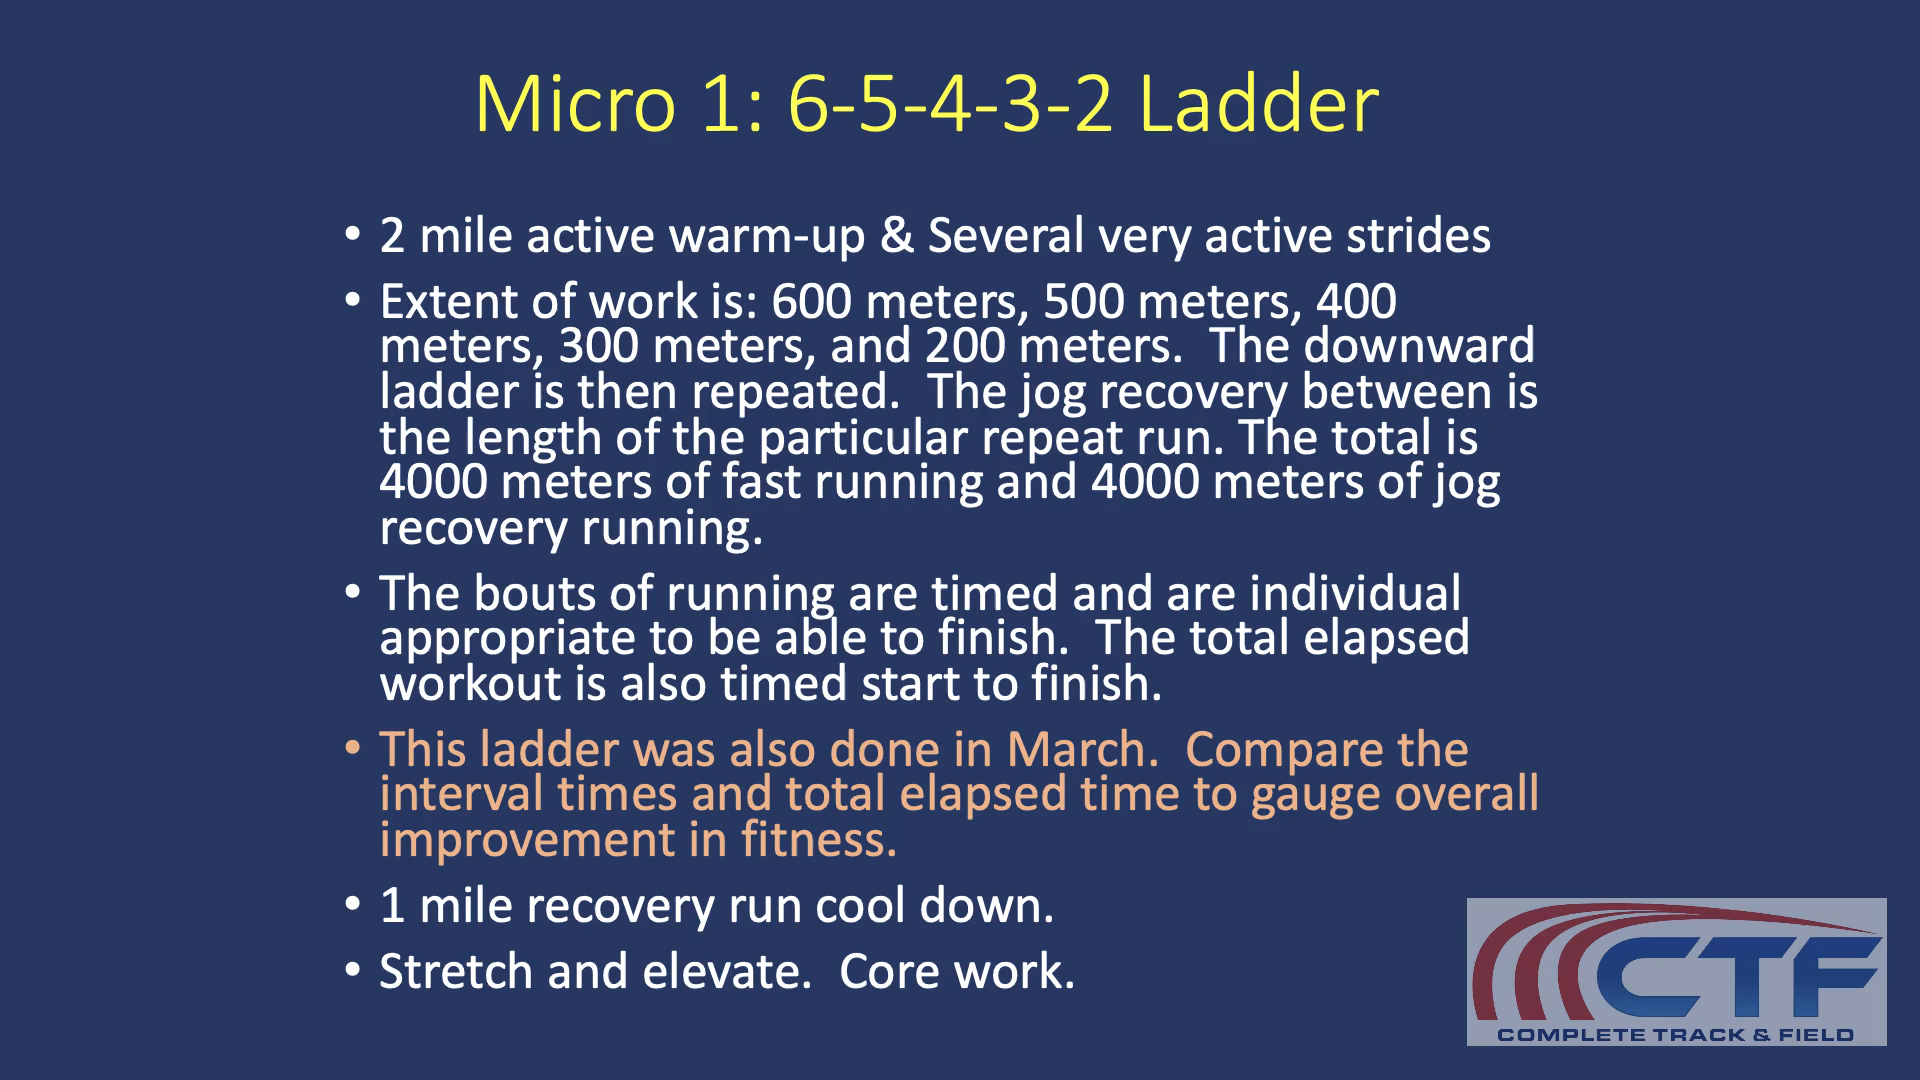 Micro 1: 6-5-4-3-2 Ladder
• 2 mile active warm-up & Several very active strides
• Extent of work is: 600 meters, 500 meters, 400
meters, 300 meters, and 200 meters.  The downward
ladder is then repeated.  The jog recovery between is
the length of the particular repeat run. The total is
4000 meters of fast running and 4000 meters of jog
recovery running.
• The bouts of running are timed and are individual
appropriate to be able to finish.  The total elapsed
workout is also timed start to finish.
• This ladder was also done in March.  Compare the
interval times and total elapsed time to gauge overall
improvement in fitness.
• 1 mile recovery run cool down.
• Stretch and elevate.  Core work.
CTF
COMPLETE TRACK & FIELD